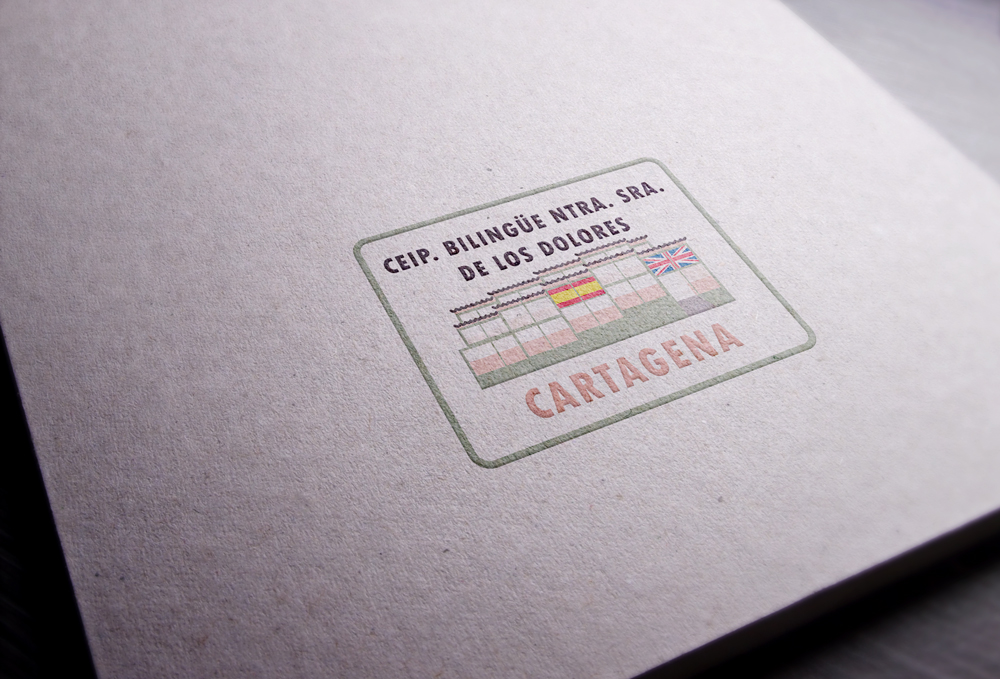 CEIP. BILINGÜE NTRA. SRA.
DE LOS DOLORES
CARTAGENA